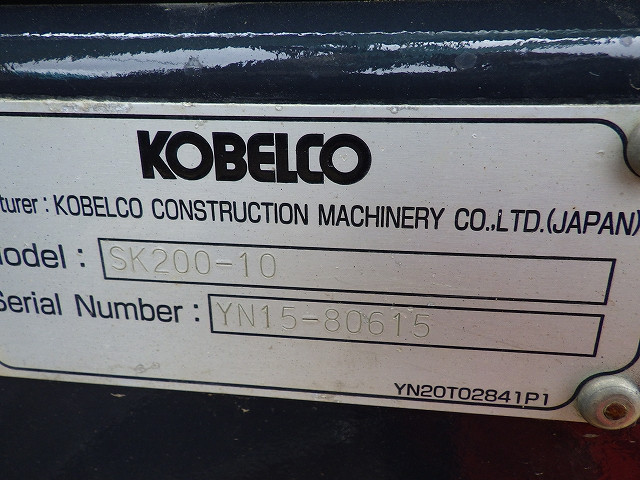 KOBELCO
turer : KOBELCO CONSTRUCTION MACHINERY CO.,LTD.(JAPAN)
odel : SK200-10
Serial Number : YN15-80615
YN20T02841P1